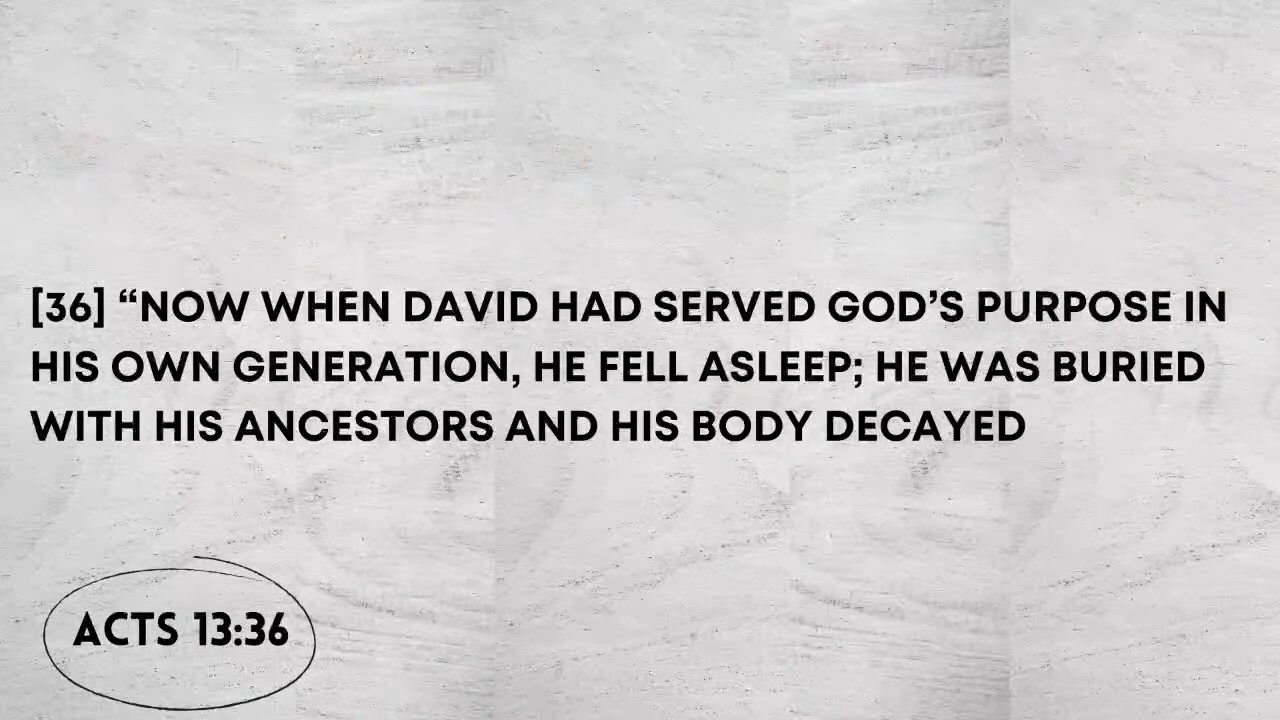 [36] “NOW WHEN DAVID HAD SERVED GOD’S PURPOSE IN
HIS OWN GENERATION, HE FELL ASLEEP; HE WAS BURIED
WITH HIS ANCESTORS AND HIS BODY DECAYED
ACTS 13:36